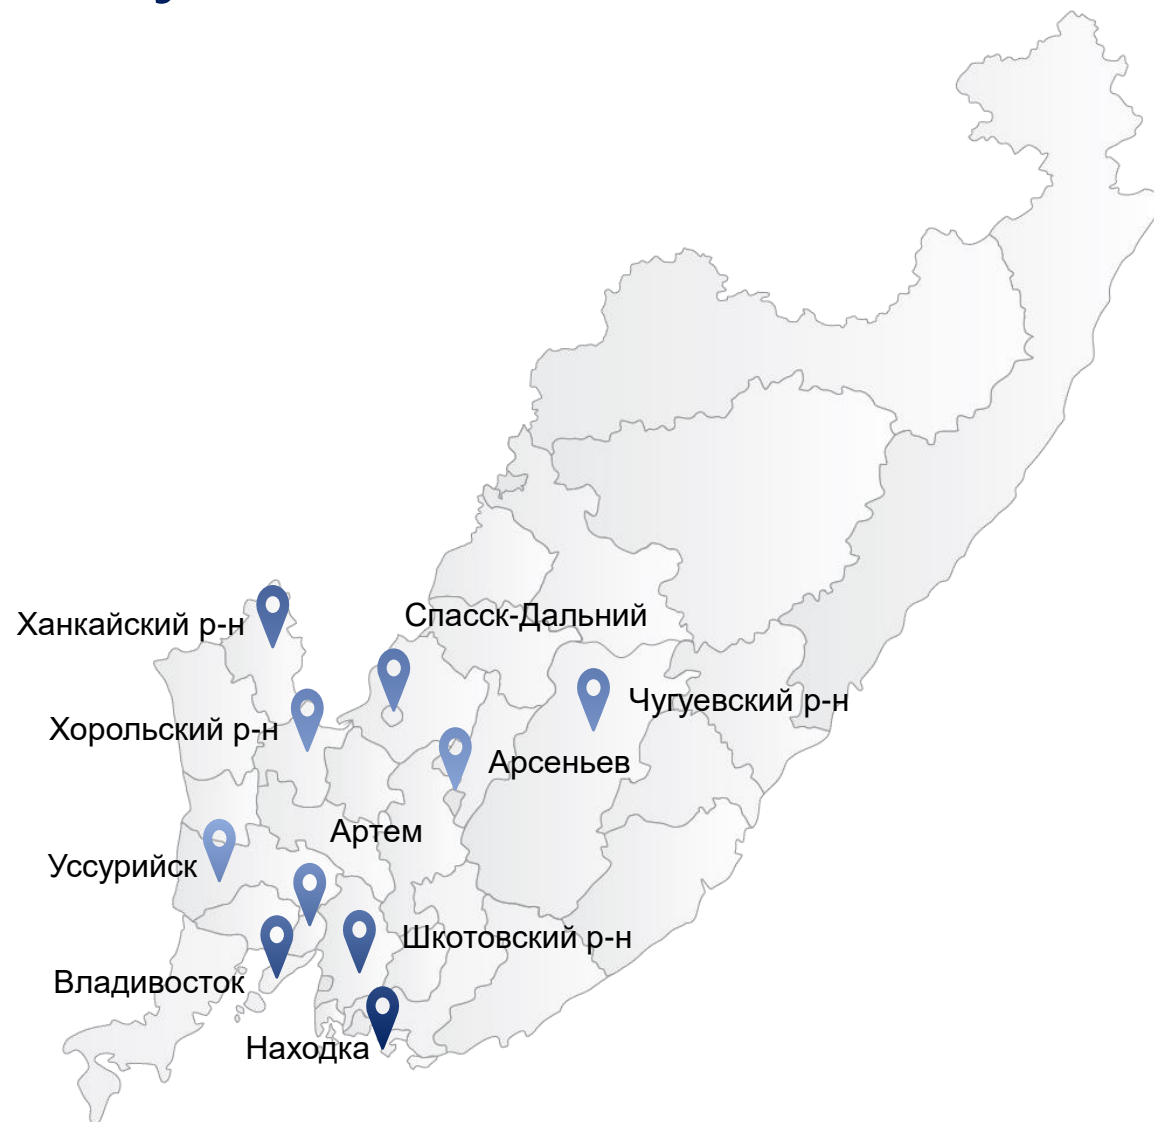 Спасск-Дальний
Ханкайский р-н
Чугуевский р-н
Хорольский р-н
Арсеньев
Артем
Уссурийск
Шкотовский р-н
Владивосток
Находка